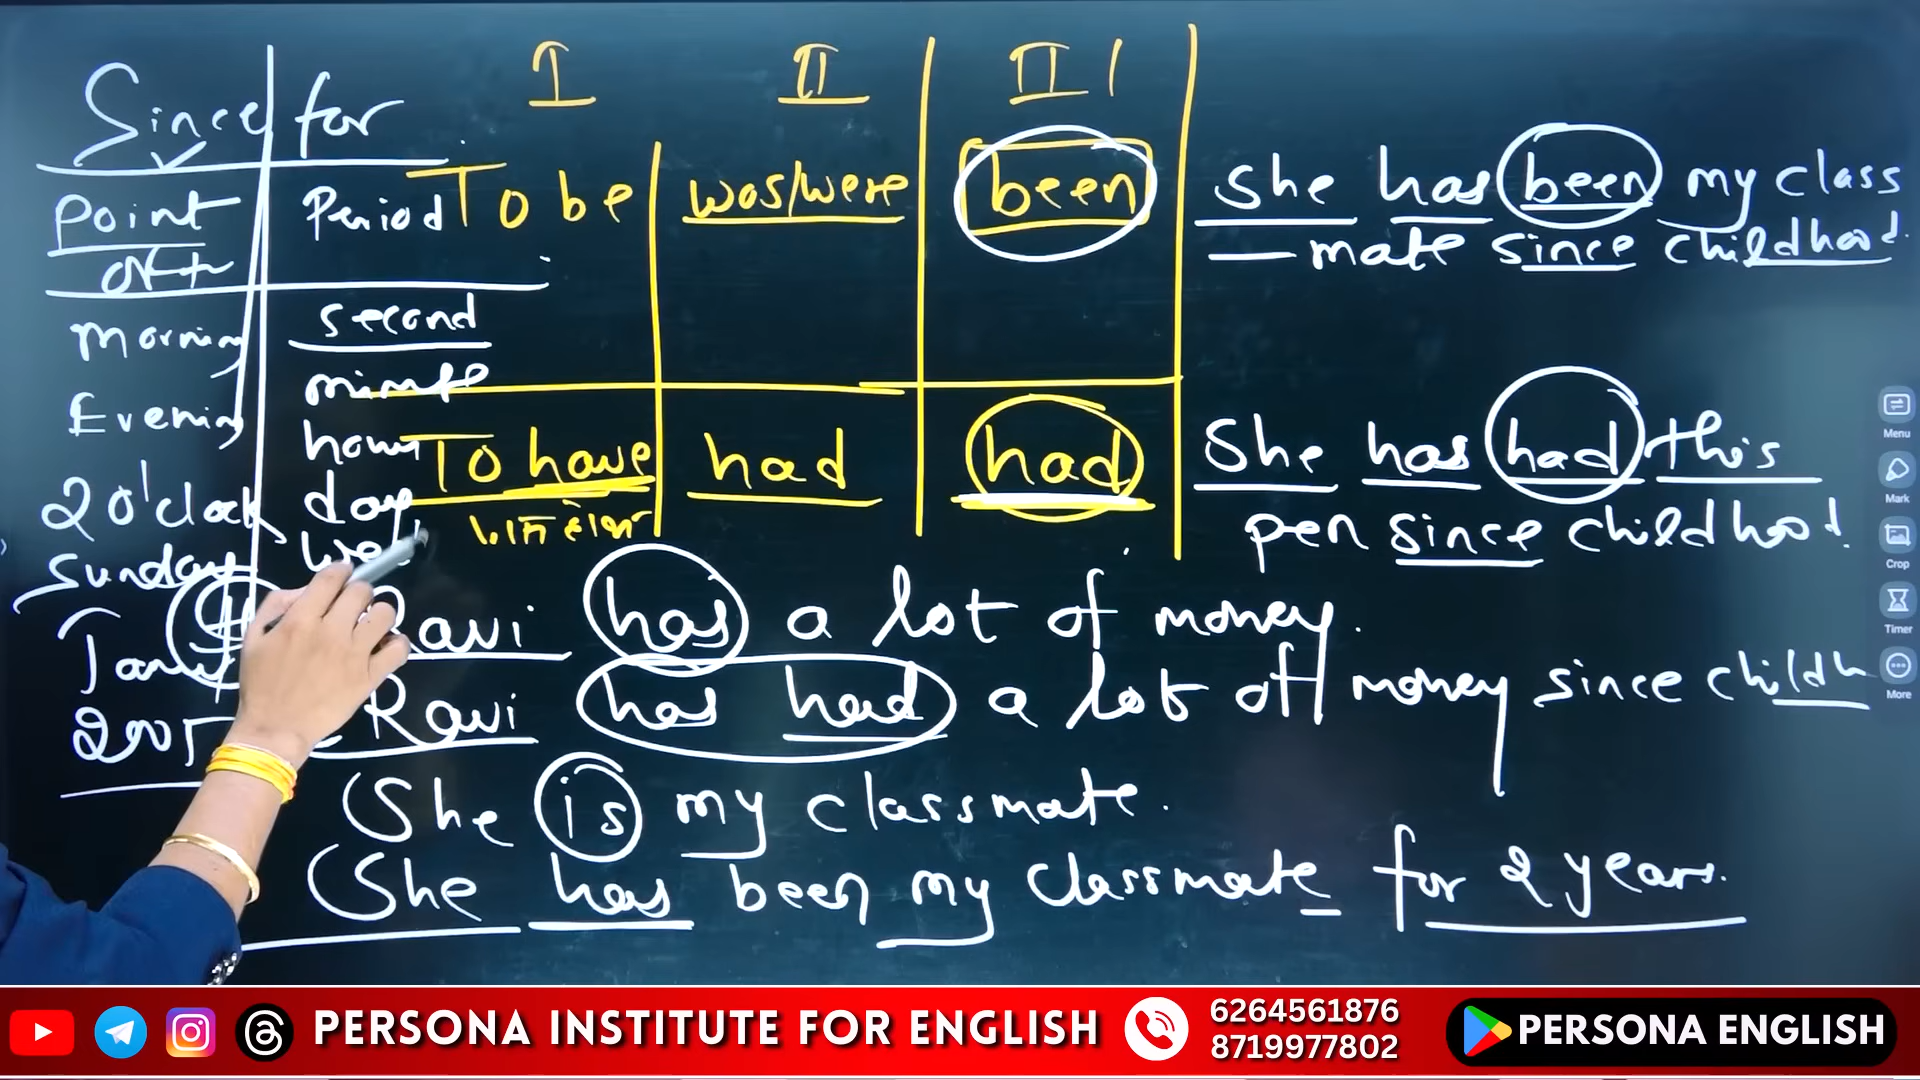 Since for
I II III
Point Period To be was/were been She has been my class
of
— mate since childhood.
Morning second
Evening minute
hour To have had had She has had this
2 o'clock day pen since childhood.
Sunday
Ravi has a lot of money.
2005 Ravi has had a lot of money since childh
She is my classmate.
She has been my classmate for 2 years.
Menu
Mark
Crop
Timer
More
PERSONA INSTITUTE FOR ENGLISH
6264561876
8719977802
PERSONA ENGLISH